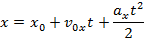 x = x₀ + v₀ₓt + aₓt²/2